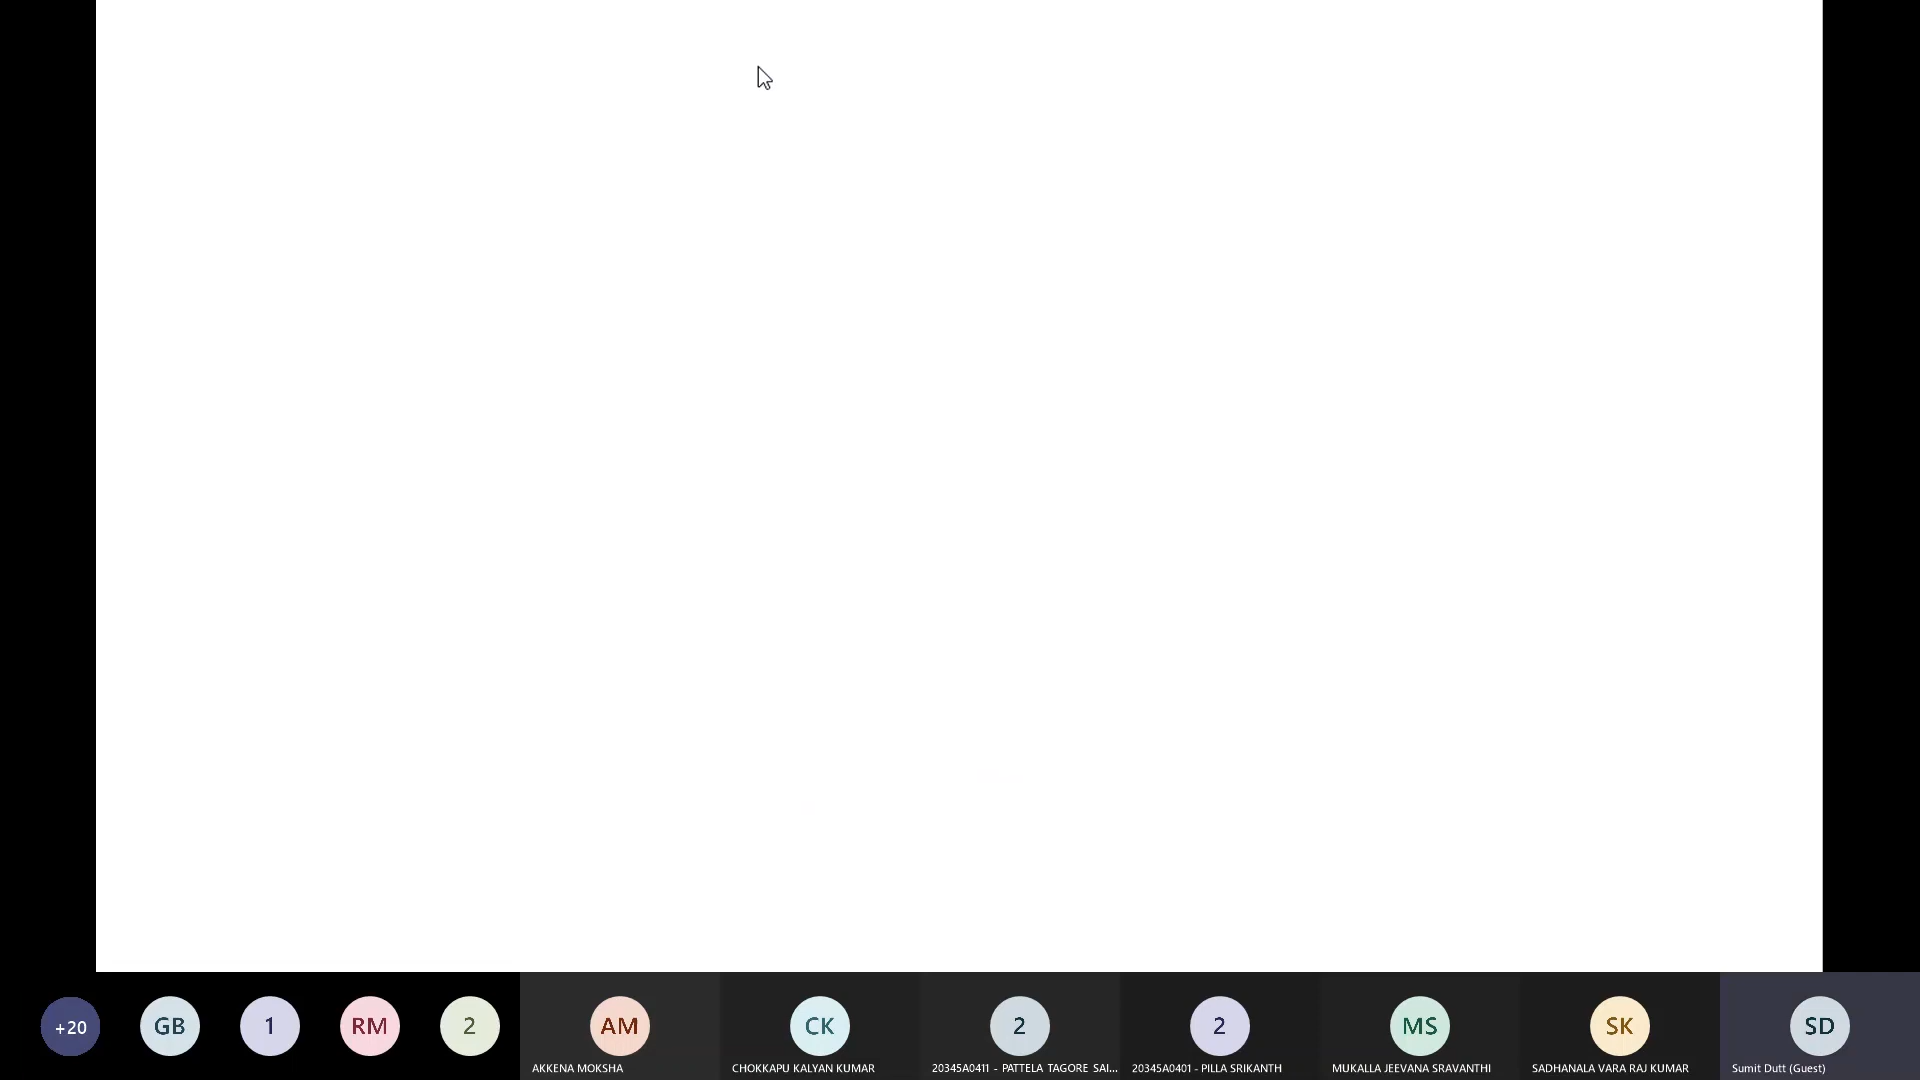 +20
GB
1
RM
2
AM
CK
2
2
MS
SK
SD
AKKENA MOKSHA
CHOKKAPU KALYAN KUMAR
20345A0411 - PATTELA TAGORE SAI...
20345A0401 - PILLA SRIKANTH
MUKALLA JEEVANA SRAVANTHI
SADHANALA VARA RAJ KUMAR
Sumit Dutt (Guest)